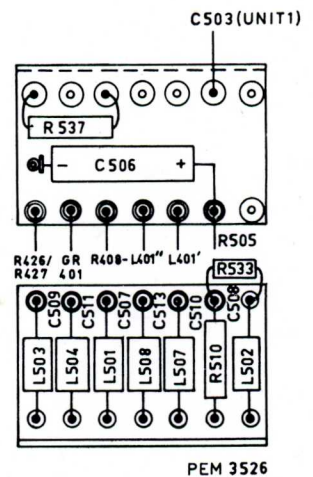 C503(UNIT1)
R537
- C506 +
R505
R426/ GR R408-L401" L401'
R427 401
R533
C509 C511 C507 C513 C510 C508
L503 L504 L501 L508 L507 R510 L502
PEM 3526